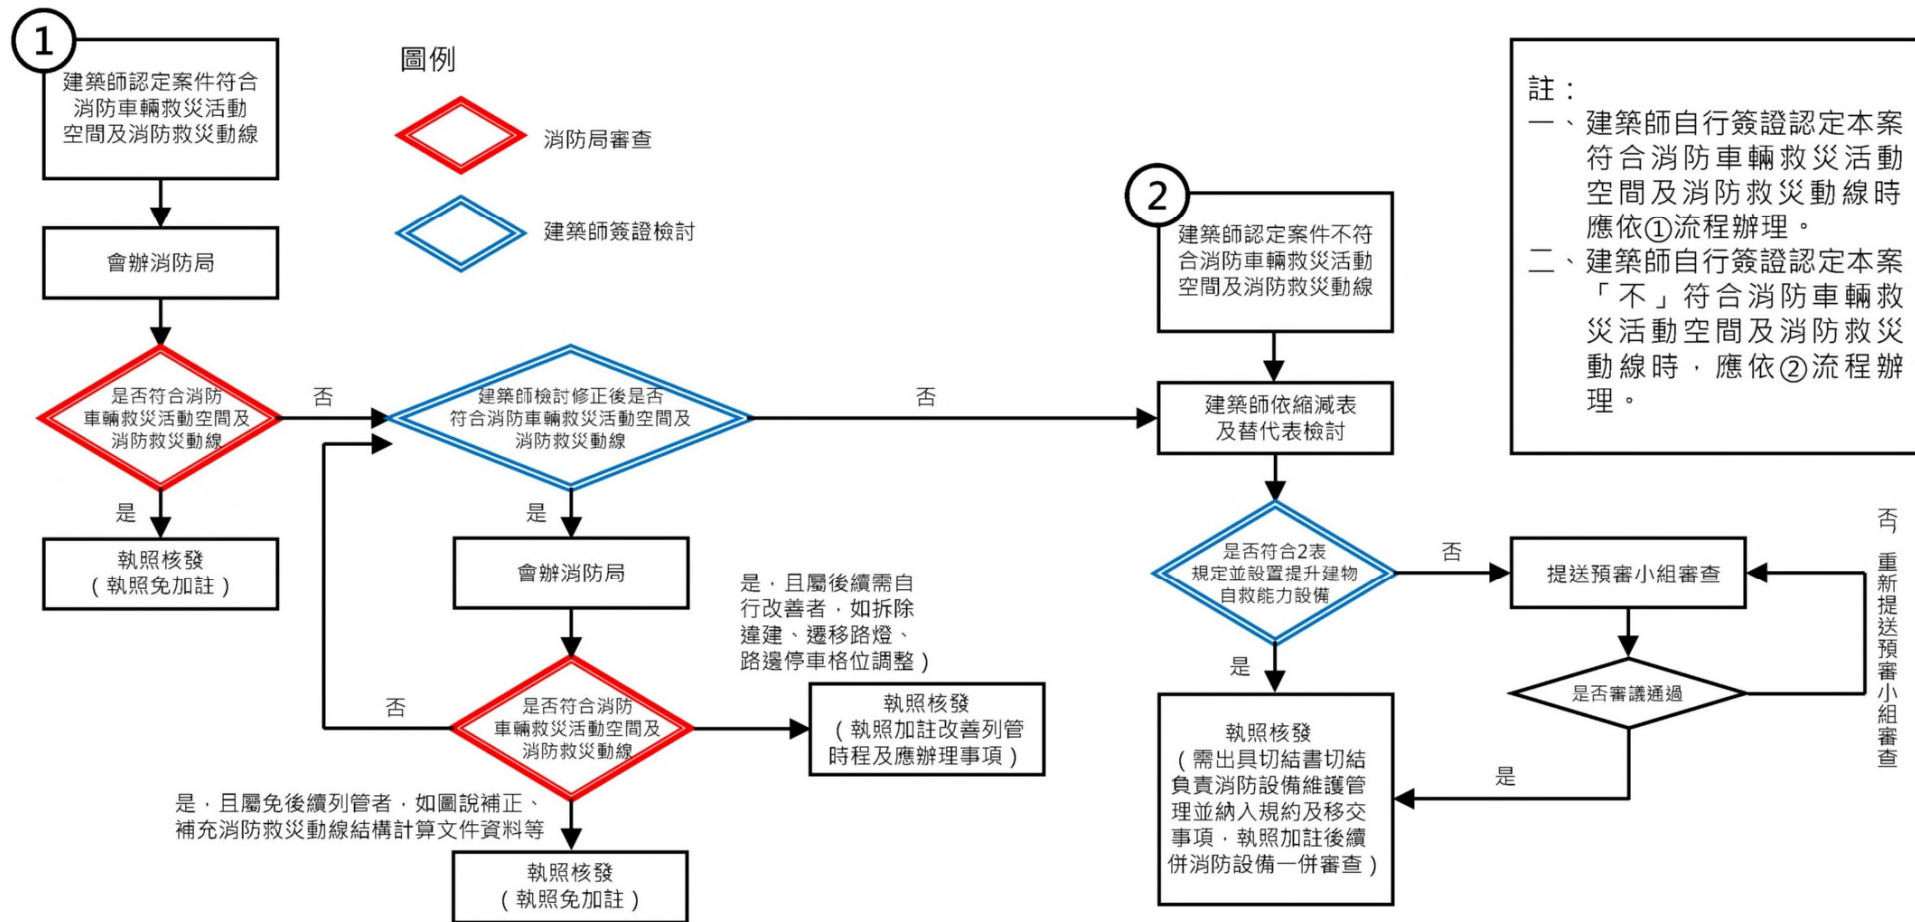 1
建築師認定案件符合
消防車輛救災活動
空間及消防救災動線
會辦消防局
是否符合消防
車輛救災活動空間及
消防救災動線
否
是
執照核發
(執照免加註)
圖例
消防局審查
建築師簽證檢討
建築師檢討修正後是否
符合消防車輛救災活動空間及
消防救災動線
否
是
會辦消防局
是否符合消防
車輛救災活動空間及
消防救災動線
否
是,且屬後續需自
行改善者,如拆除
違建、遷移路燈、
路邊停車格位調整)
執照核發
(執照加註改善列管
時程及應辦理事項)
是,且屬免後續列管者,如圖說補正、
補充消防救災動線結構計算文件資料等
執照核發
(執照免加註)
2
建築師認定案件不符
合消防車輛救災活動
空間及消防救災動線
建築師依縮減表
及替代表檢討
是否符合2表
規定並設置提升建物
自救能力設備
否
是
提送預審小組審查
是否審議通過
否,重新提送預審小組審查
是
執照核發
(需出具切結書切結
負責消防設備維護管
理並納入規約及移交
事項,執照加註後續
併消防設備一併審查)
註:
一、建築師自行簽證認定本案
符合消防車輛救災活動
空間及消防救災動線時
應依①流程辦理。
二、建築師自行簽證認定本案
「不」符合消防車輛救
災活動空間及消防救災
動線時,應依②流程辦
理。